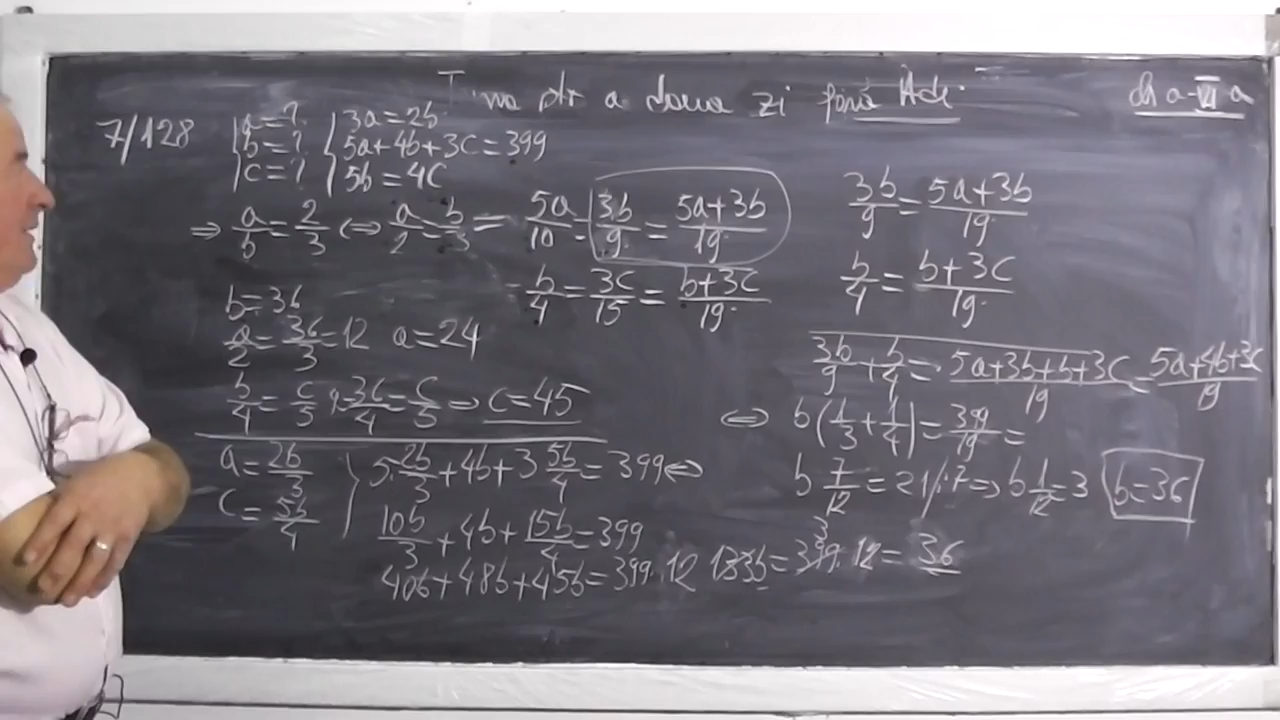 a doua zi până
cl a-VI a
7/128
a=? 3a=2b
b=? 5a+4b+3c=399
c=? 5b=4c
⇒ a/b = 2/3 ⇔ a/2 = b/3 = 5a/10 = 3b/9 = 5a+3b/19
b/4 = 3c/15 = b+3c/19
b=36
a/2 = 36/3 = 12 a=24
b/4 = c/5 36/4 = c/5 ⇒ c=45
a = 2b/3
c = 5b/4
5·2b/3 + 4b + 3 5b/4 = 399 ⇔
10b/3 + 4b + 15b/4 = 399
40b+48b+45b=399·12 133b=399·12= 36
3
3b/9 = 5a+3b/19
b/4 = b+3c/19
3b/9 + b/4 = 5a+3b+b+3c/19 = 5a+4b+3c/19
⇔ b(1/3 + 1/4) = 399/19 =
b 7/12 = 21/:7 ⇒ b 1/12 = 3 b=36